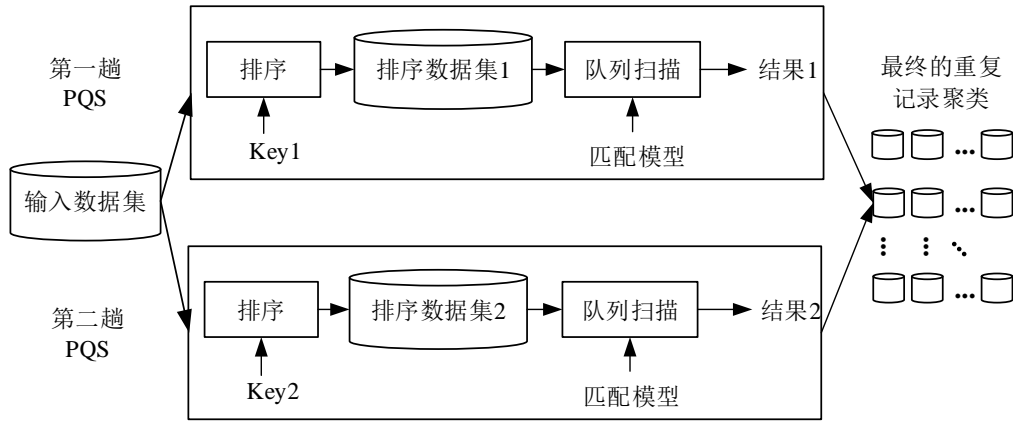 第一趟
PQS
排序
排序数据集1
队列扫描
结果1
Key1
匹配模型
输入数据集
第二趟
PQS
排序
排序数据集2
队列扫描
结果2
Key2
匹配模型
最终的重复
记录聚类